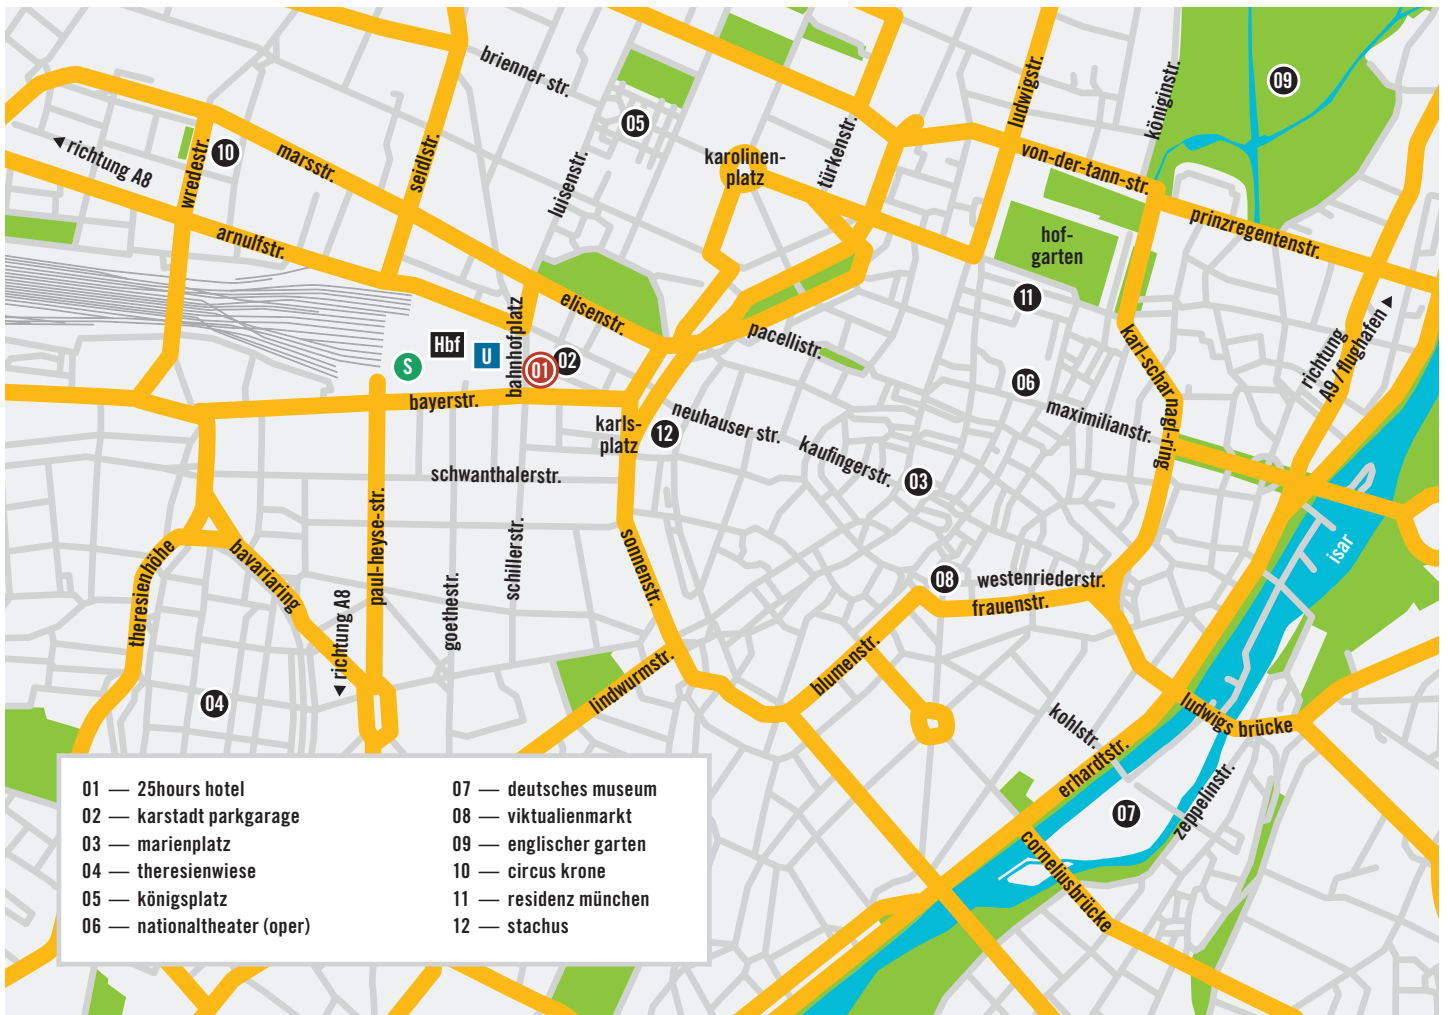 brienner str.
ludwigstr.
königinstr.
09
05
◀ richtung A8
wredestr.
10
marsstr.
seidlstr.
luisenstr.
karolinen-
platz
türkenstr.
von-der-tann-str.
prinzregentenstr.
arnulfstr.
hof-
garten
11
bahnhofplatz
elisenstr.
pacellistr.
karl-scharnagl-ring
richtung
A9 / flughafen ▶
S
Hbf
U
01
02
06
bayerstr.
karls-
platz
12
neuhauser str.
kaufingerstr.
maximilianstr.
03
schwanthalerstr.
paul-heyse-str.
schillerstr.
goethestr.
sonnenstr.
isar
theresienhöhe
bavariaring
◀ richtung A8
08
westenriederstr.
frauenstr.
04
lindwurmstr.
blumenstr.
kohlstr.
ludwigs brücke
erhardtstr.
zeppelinstr.
07
corneliusbrücke
01 — 25hours hotel
02 — karstadt parkgarage
03 — marienplatz
04 — theresienwiese
05 — königsplatz
06 — nationaltheater (oper)
07 — deutsches museum
08 — viktualienmarkt
09 — englischer garten
10 — circus krone
11 — residenz münchen
12 — stachus